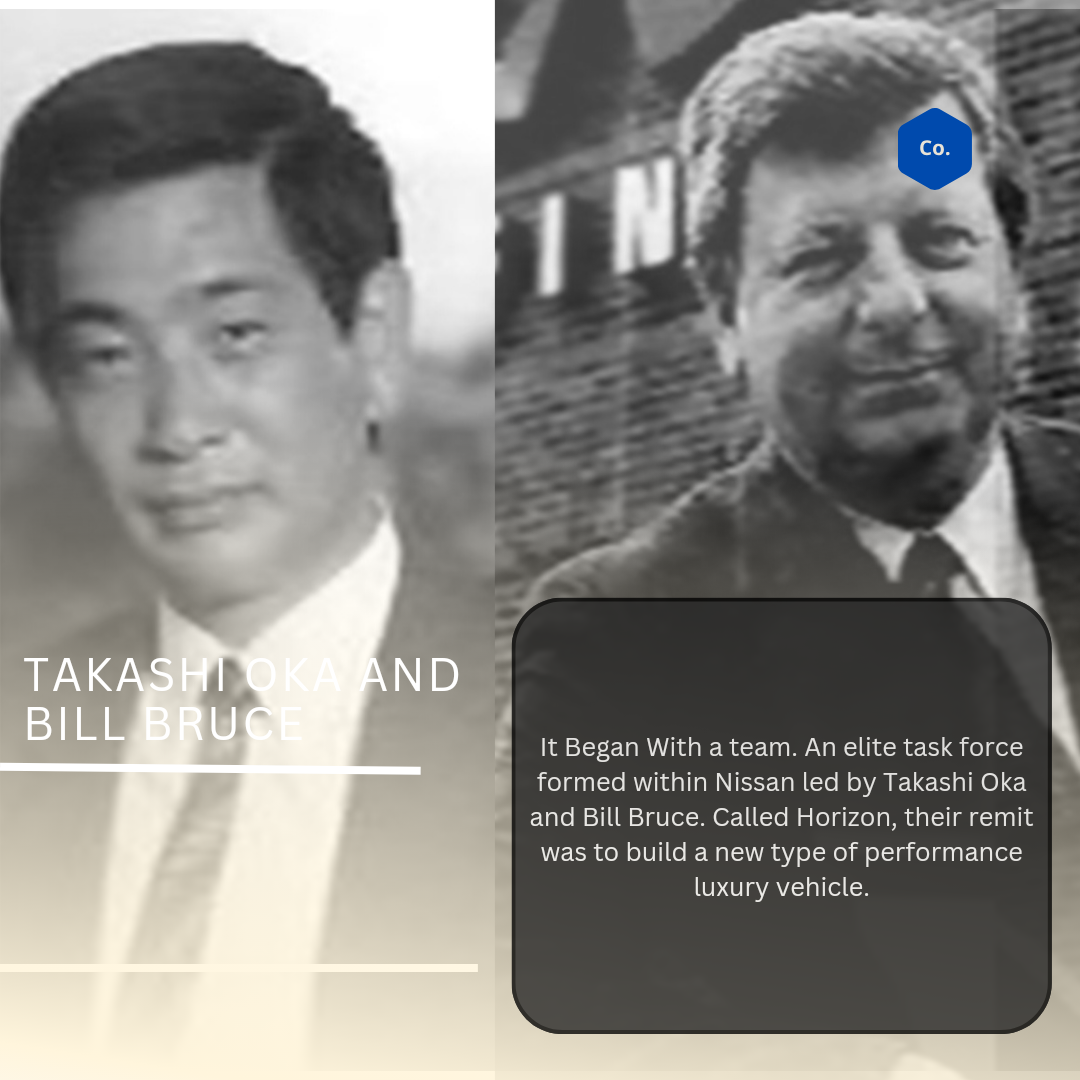 IN
Co.
TAKASHI OKA AND
BILL BRUCE
It Began With a team. An elite task force
formed within Nissan led by Takashi Oka
and Bill Bruce. Called Horizon, their remit
was to build a new type of performance
luxury vehicle.